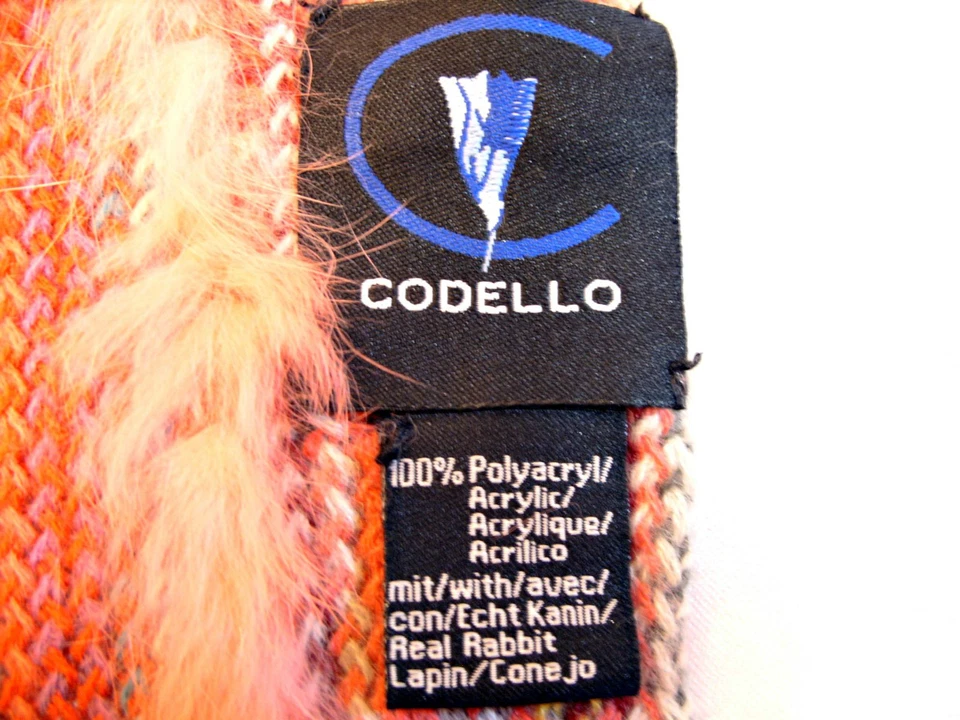 CODELLO
100% Polyacryl/
Acrylic/
Acrylique/
Acrilico
mit/with/avec/
con/Echt Kanin/
Real Rabbit
Lapin/Conejo